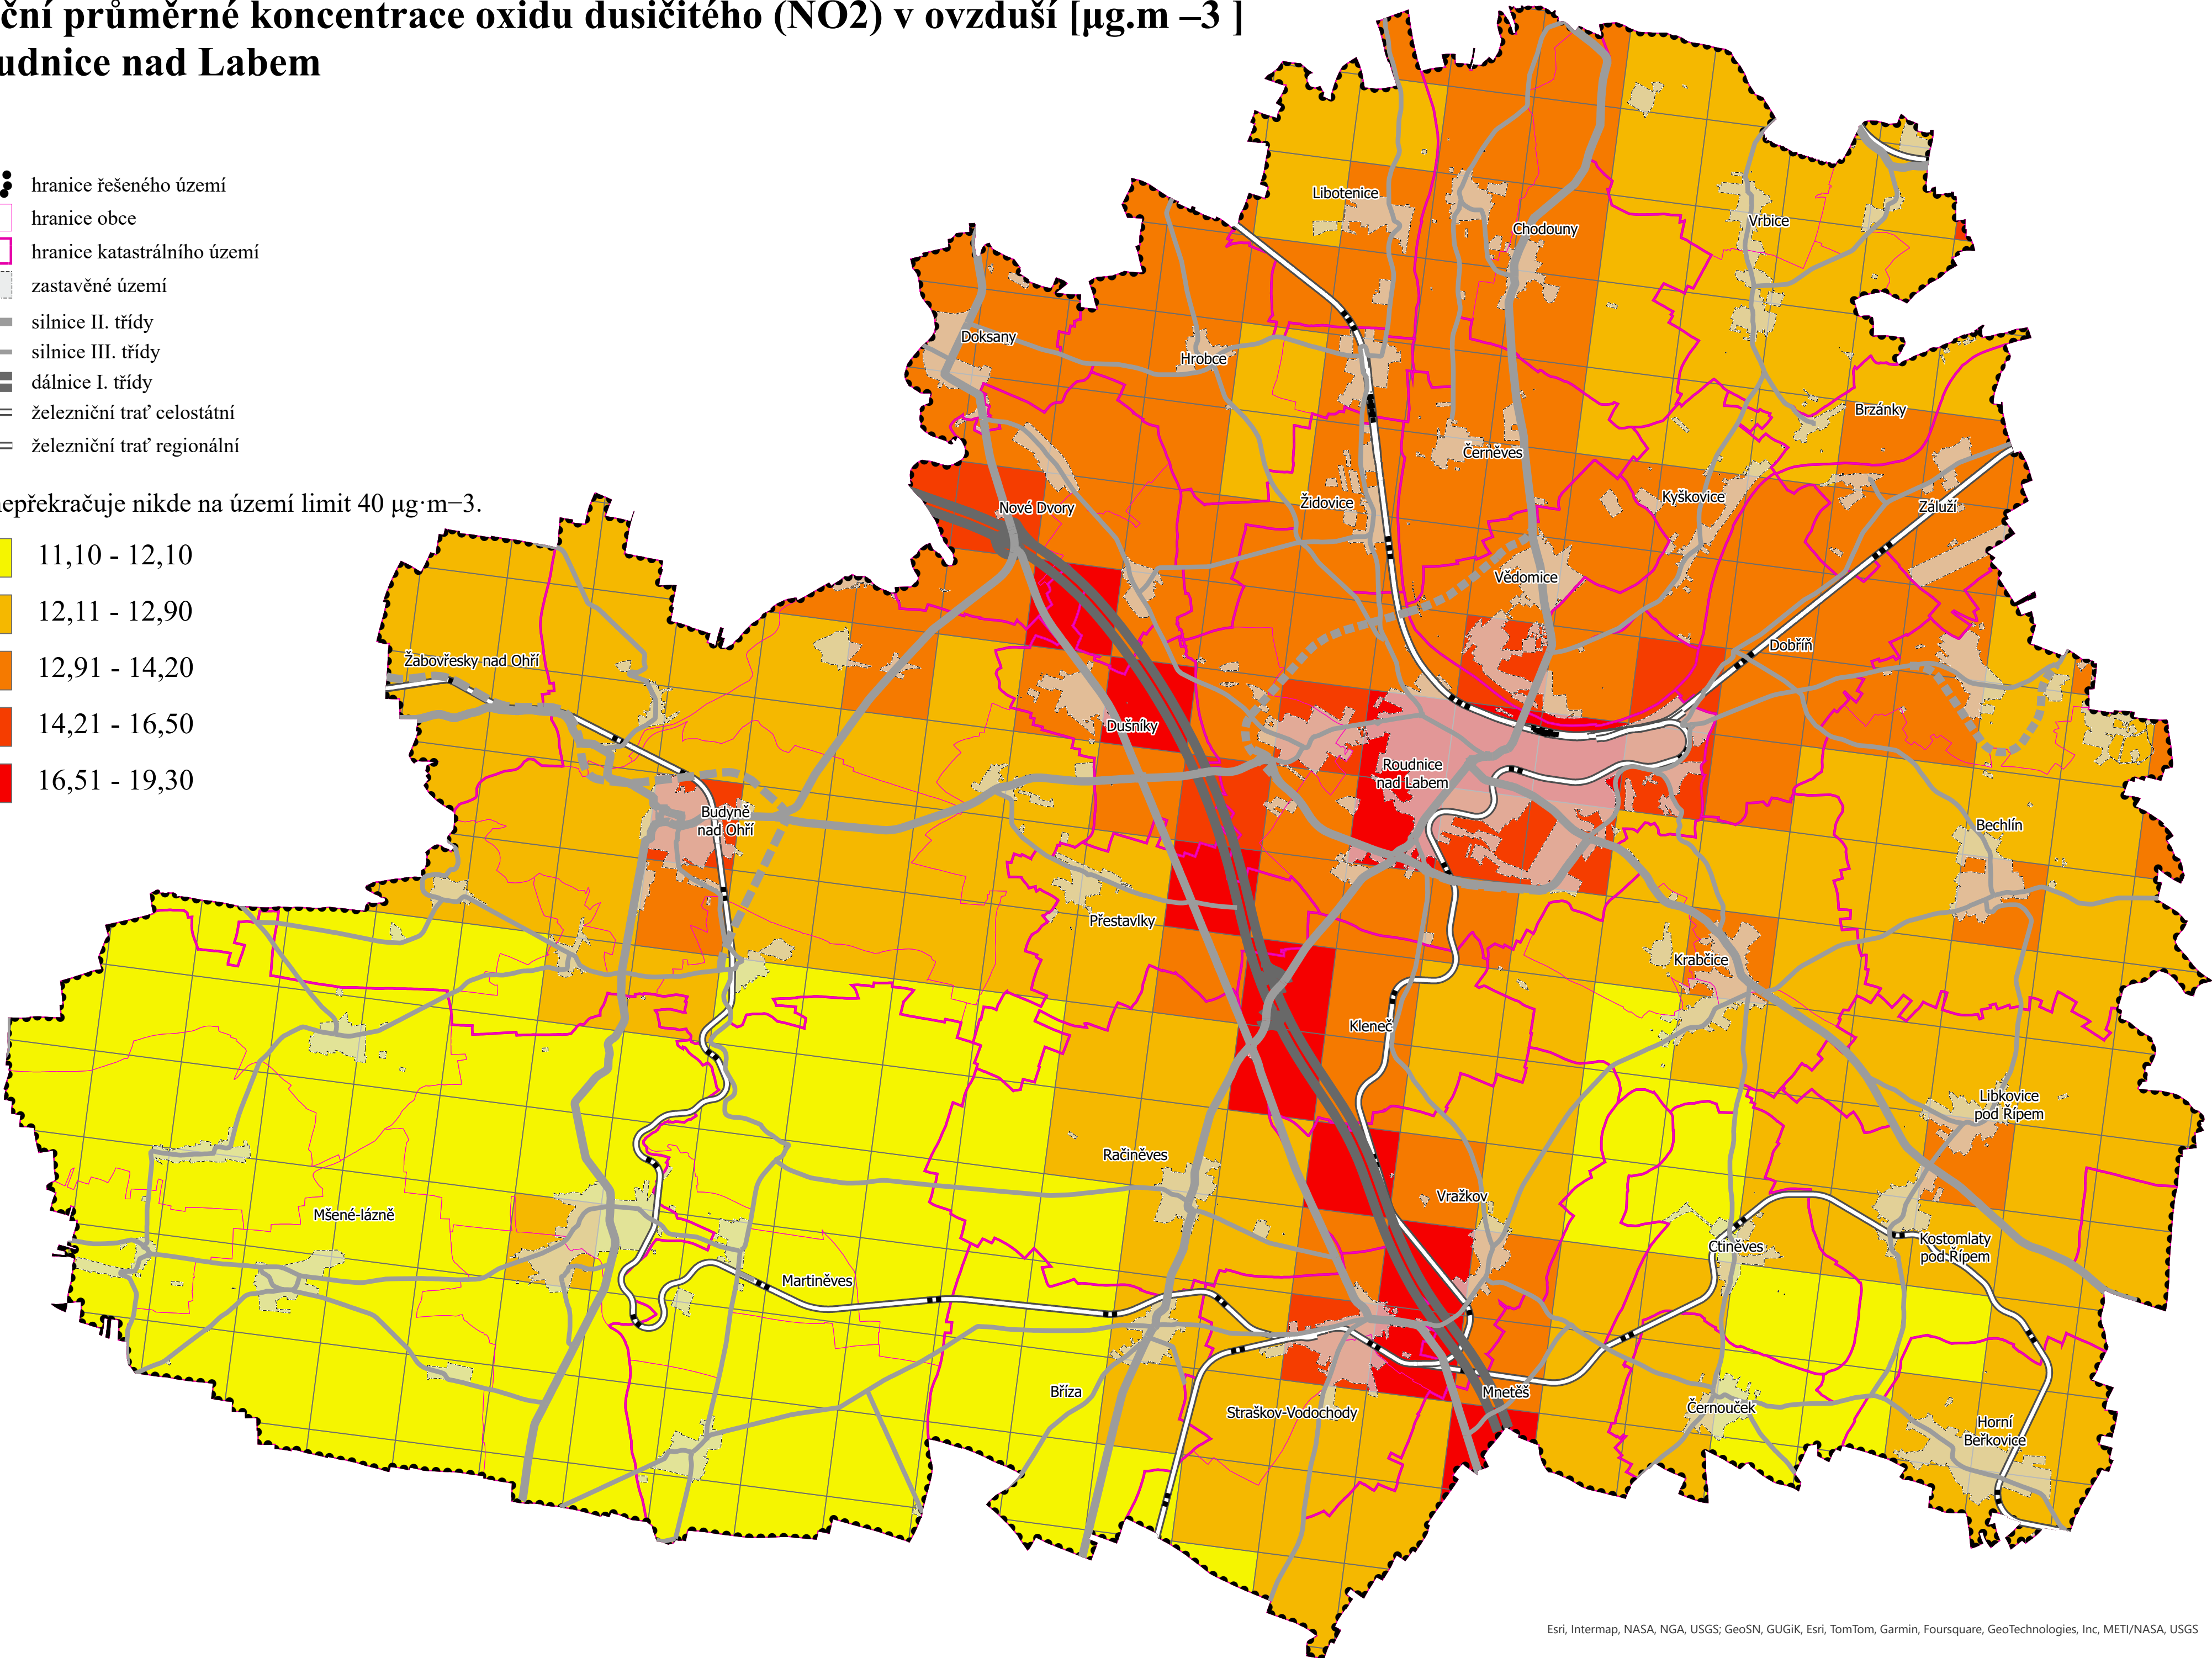 ční průměrné koncentrace oxidu dusičitého (NO2) v ovzduší [µg.m –3 ]
udnice nad Labem
hranice řešeného území
hranice obce
hranice katastrálního území
zastavěné území
silnice II. třídy
silnice III. třídy
dálnice I. třídy
železniční trať celostátní
železniční trať regionální
nepřekračuje nikde na území limit 40 µg·m−3.
11,10 - 12,10
12,11 - 12,90
12,91 - 14,20
14,21 - 16,50
16,51 - 19,30
Libotenice
Chodouny
Vrbice
Doksany
Hrobce
Brzánky
Černěves
Židovice
Kyškovice
Nové Dvory
Záluží
Vědomice
Dobříň
Žabovřesky nad Ohří
Dušníky
Roudnice
nad Labem
Budyně
nad Ohří
Bechlín
Přestavlky
Krabčice
Kleneč
Libkovice
pod Řípem
Račiněves
Vražkov
Mšené-lázně
Ctiněves
Kostomlaty
pod Řípem
Martiněves
Bříza
Mnetěš
Straškov-Vodochody
Černouček
Horní
Beřkovice
Esri, Intermap, NASA, NGA, USGS; GeoSN, GUGiK, Esri, TomTom, Garmin, Foursquare, GeoTechnologies, Inc, METI/NASA, USGS